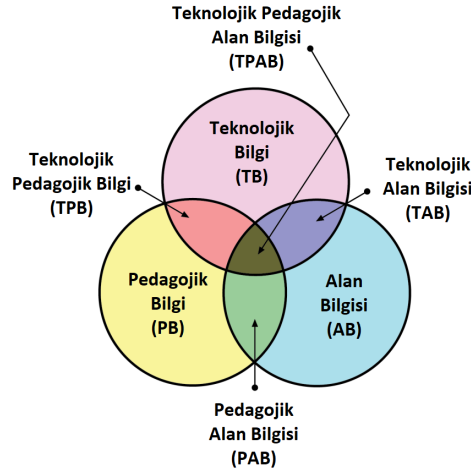 Teknolojik Pedagojik
Alan Bilgisi
(TPAB)
Teknolojik
Bilgi
(TB)
Teknolojik
Pedagojik Bilgi
(TPB)
Teknolojik
Alan Bilgisi
(TAB)
Pedagojik
Bilgi
(PB)
Alan
Bilgisi
(AB)
Pedagojik
Alan Bilgisi
(PAB)